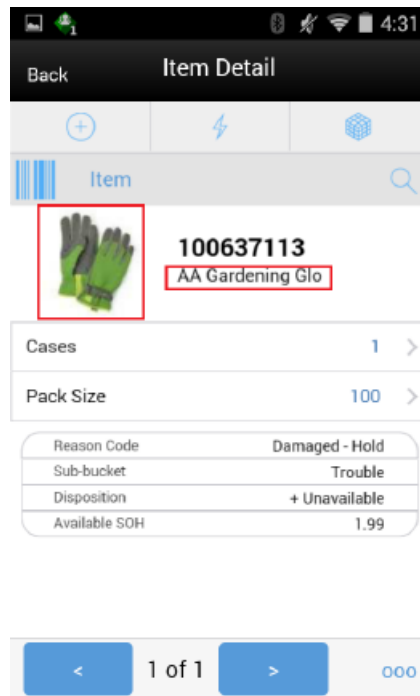 1
4:31
Back
Item Detail
Item
100637113
AA Gardening Glo
Cases 1 >
Pack Size 100 >
Reason Code Damaged - Hold
Sub-bucket Trouble
Disposition + Unavailable
Available SOH 1.99
< 1 of 1 > ooo